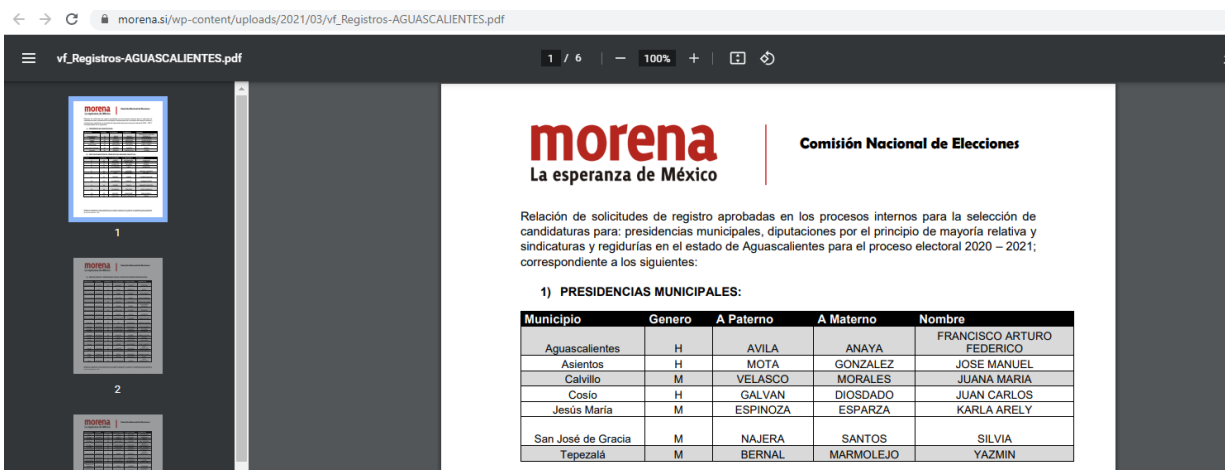 morena.si/wp-content/uploads/2021/03/vf_Registros-AGUASCALIENTES.pdf
vf_Registros-AGUASCALIENTES.pdf 1 / 6 100%
morena
La esperanza de México
Comisión Nacional de Elecciones
Relación de solicitudes de registro aprobadas en los procesos internos para la selección de
candidaturas para: presidencias municipales, diputaciones por el principio de mayoría relativa y
sindicaturas y regidurías en el estado de Aguascalientes para el proceso electoral 2020 – 2021;
correspondiente a los siguientes:
1) PRESIDENCIAS MUNICIPALES:
Municipio Genero A Paterno A Materno Nombre
Aguascalientes H AVILA ANAYA FRANCISCO ARTURO
FEDERICO
Asientos H MOTA GONZALEZ JOSE MANUEL
Calvillo M VELASCO MORALES JUANA MARIA
Cosío H GALVAN DIOSDADO JUAN CARLOS
Jesús María M ESPINOZA ESPARZA KARLA ARELY
San José de Gracia M NAJERA SANTOS SILVIA
Tepezalá M BERNAL MARMOLEJO YAZMIN
morena
1
morena
2
morena